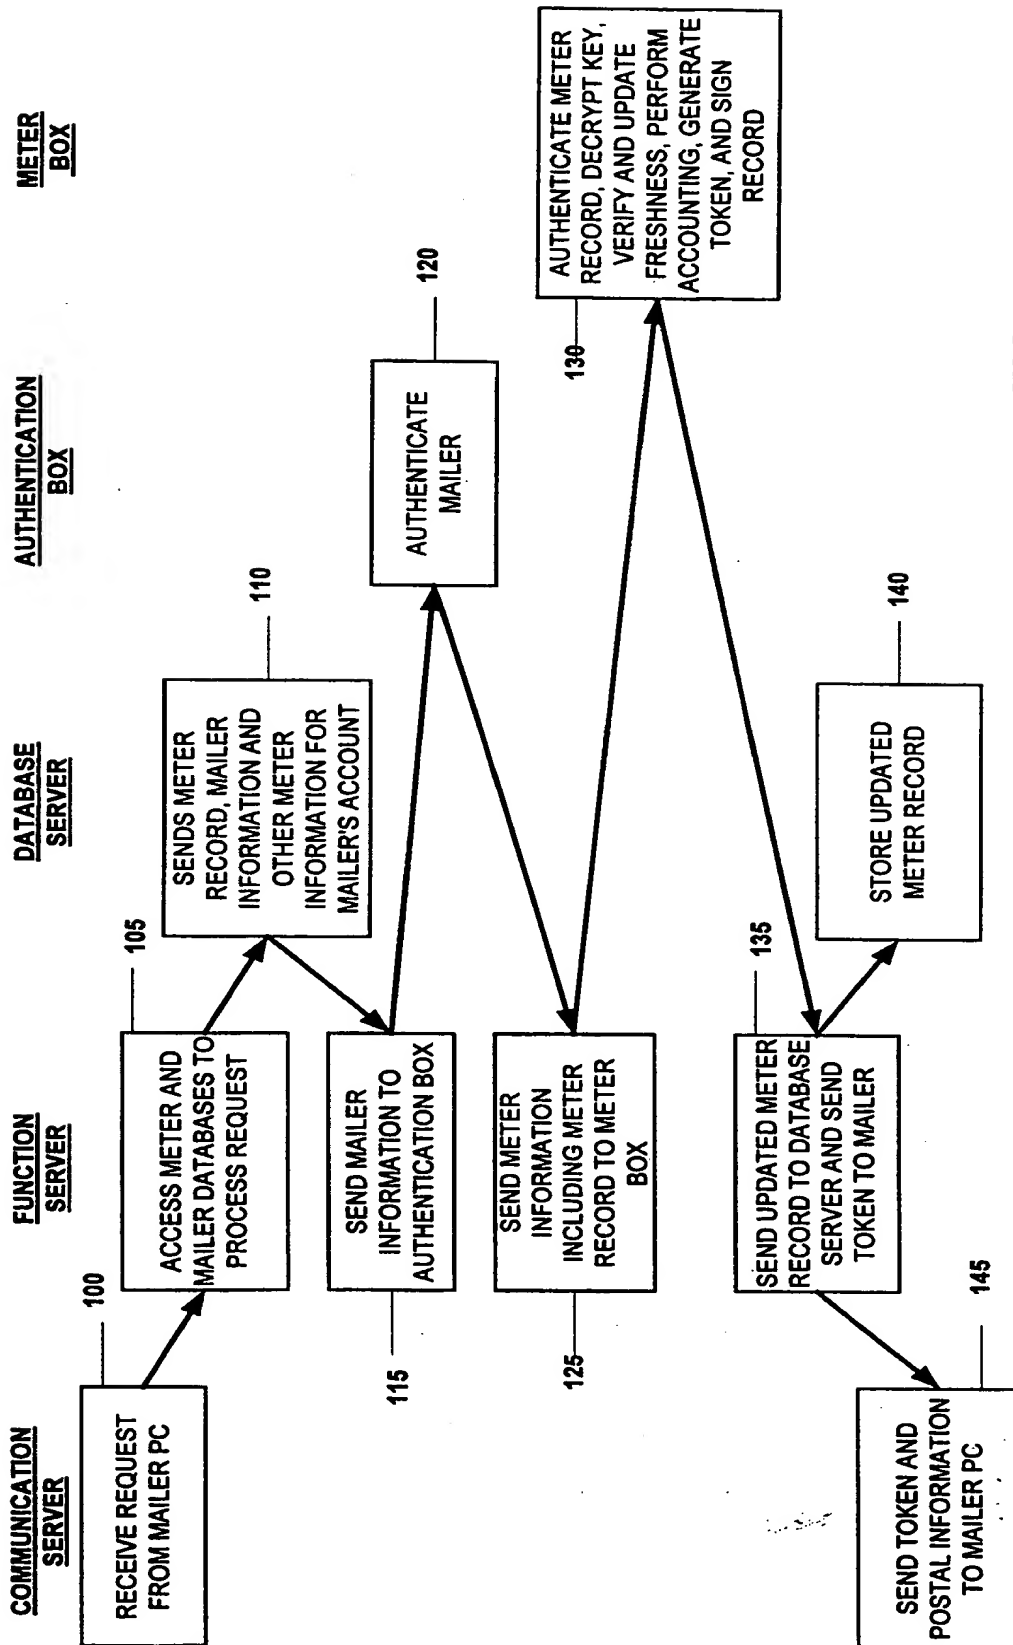 COMMUNICATION
SERVER
FUNCTION
SERVER
DATABASE
SERVER
AUTHENTICATION
BOX
METER
BOX
100
RECEIVE REQUEST
FROM MAILER PC
105
ACCESS METER AND
MAILER DATABASES TO
PROCESS REQUEST
110
SENDS METER
RECORD, MAILER
INFORMATION AND
OTHER METER
INFORMATION FOR
MAILER'S ACCOUNT
115
SEND MAILER
INFORMATION TO
AUTHENTICATION BOX
120
AUTHENTICATE
MAILER
125
SEND METER
INFORMATION
INCLUDING METER
RECORD TO METER
BOX
130
AUTHENTICATE METER
RECORD, DECRYPT KEY,
VERIFY AND UPDATE
FRESHNESS, PERFORM
ACCOUNTING, GENERATE
TOKEN, AND SIGN
RECORD
135
SEND UPDATED METER
RECORD TO DATABASE
SERVER AND SEND
TOKEN TO MAILER
140
STORE UPDATED
METER RECORD
145
SEND TOKEN AND
POSTAL INFORMATION
TO MAILER PC